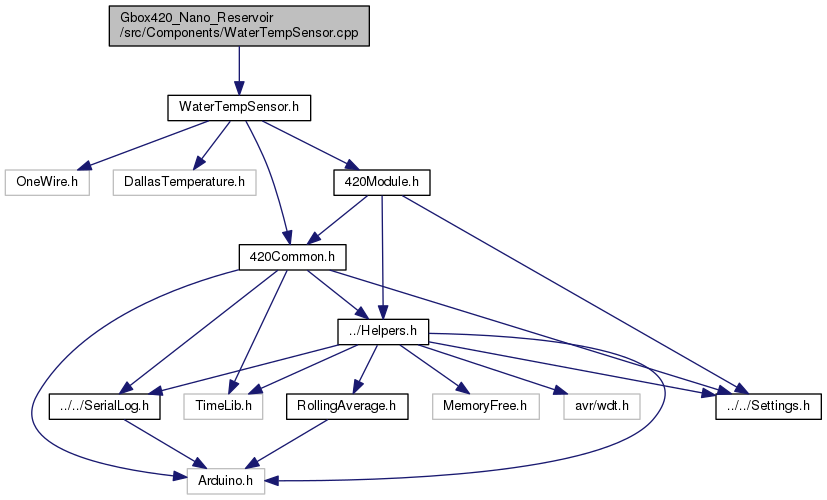 Gbox420_Nano_Reservoir
/src/Components/WaterTempSensor.cpp
WaterTempSensor.h
OneWire.h
DallasTemperature.h
420Module.h
420Common.h
../Helpers.h
../../SerialLog.h
TimeLib.h
RollingAverage.h
MemoryFree.h
avr/wdt.h
../../Settings.h
Arduino.h